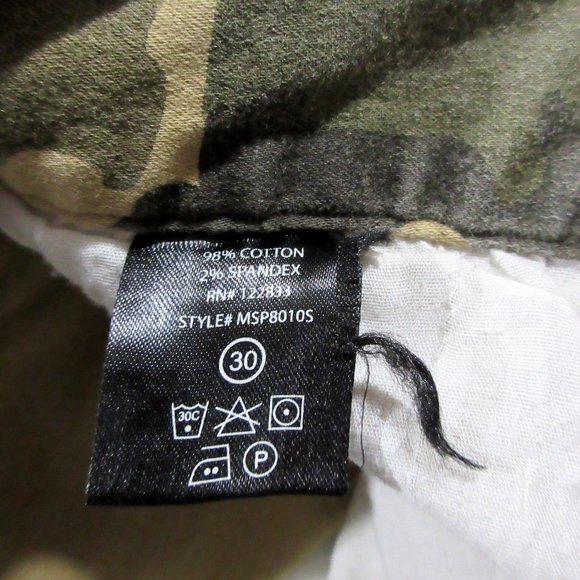 98% COTTON
2% SPANDEX
RN# 122833
STYLE# MSP8010S
30
30C
P